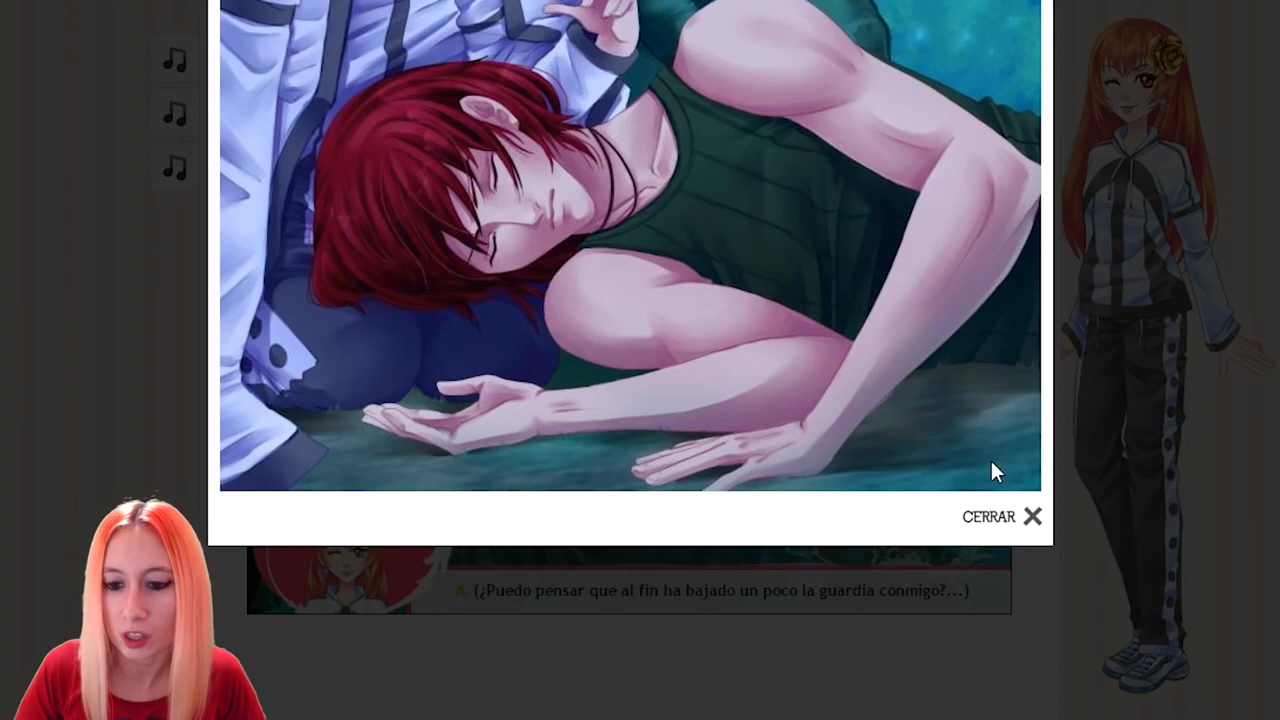 CERRAR
A. (¿Puedo pensar que al fin ha bajado un poco la guardia conmigo?...)